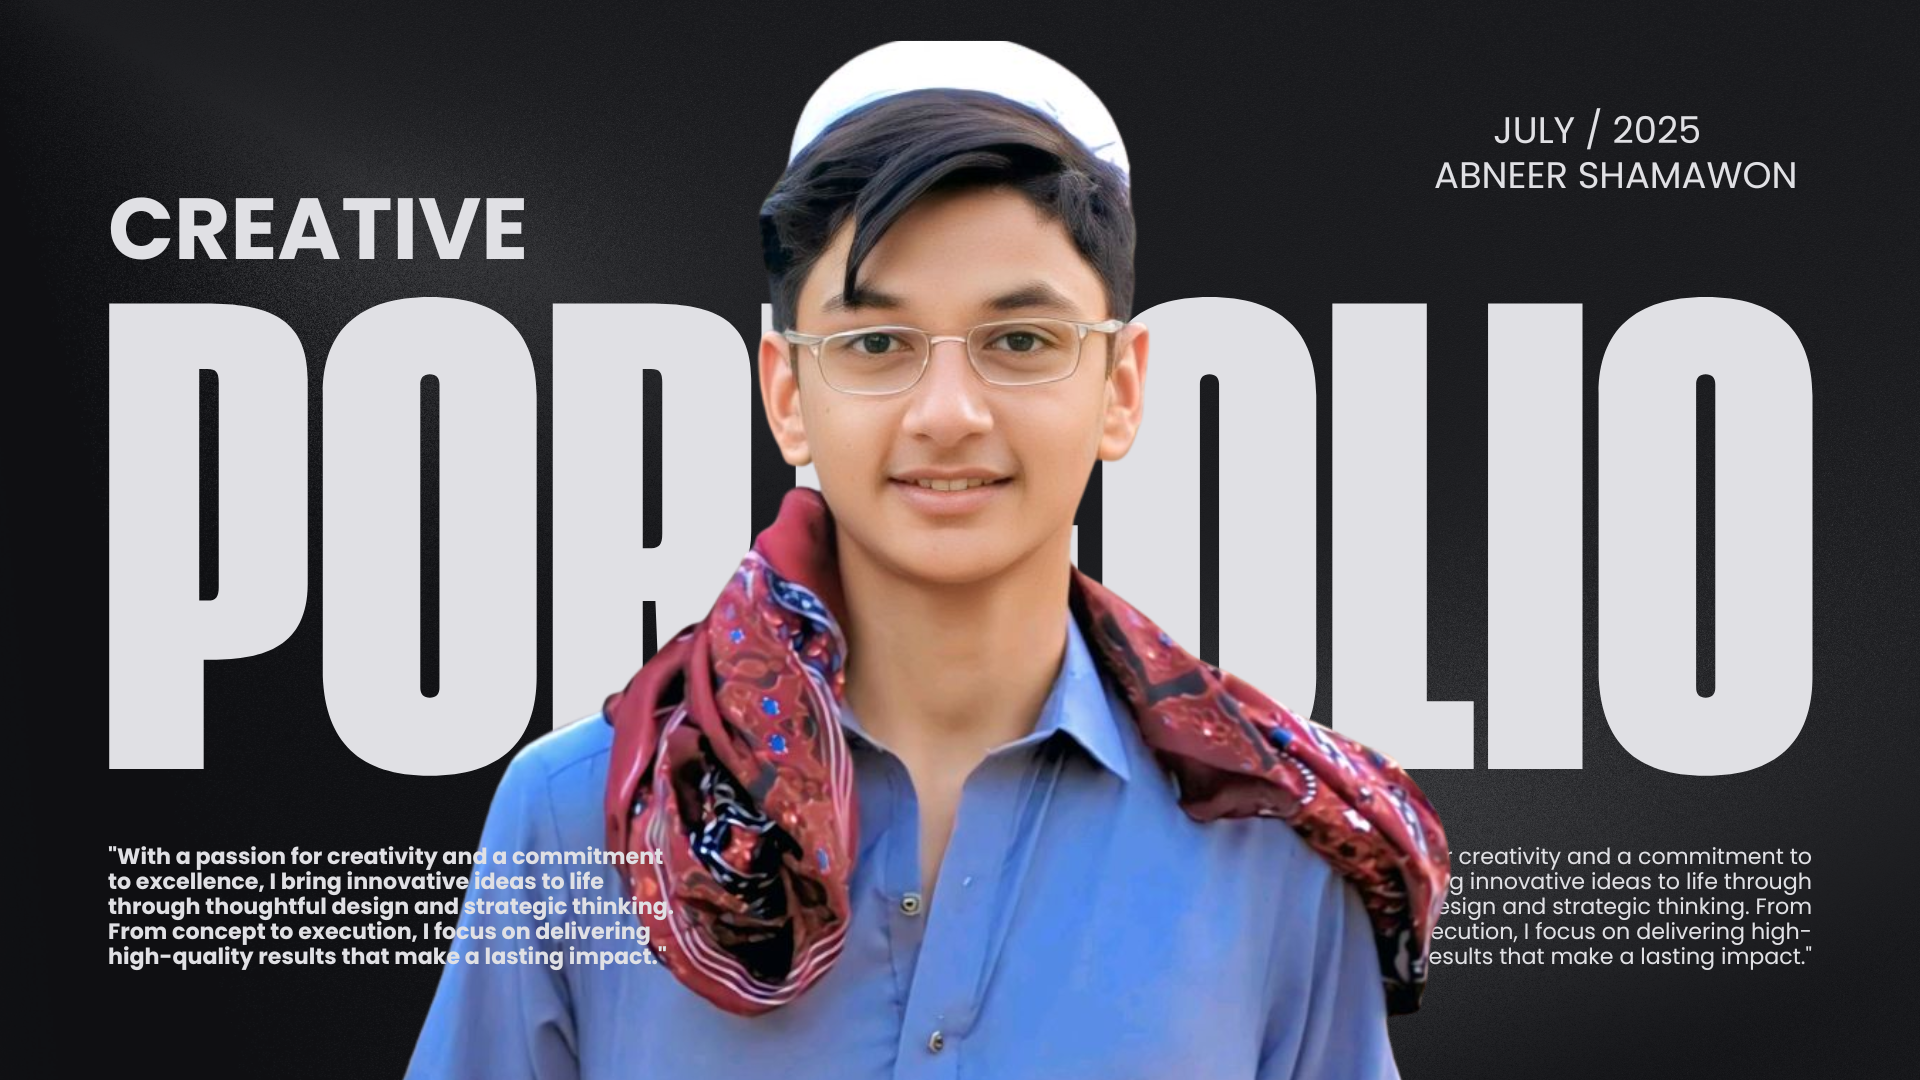 JULY / 2025
ABNEER SHAMAWON
CREATIVE
POR OLIO
"With a passion for creativity and a commitment
to excellence, I bring innovative ideas to life
through thoughtful design and strategic thinking.
From concept to execution, I focus on delivering
high-quality results that make a lasting impact."
creativity and a commitment to
innovative ideas to life through
and strategic thinking. From
I focus on delivering high-
that make a lasting impact."